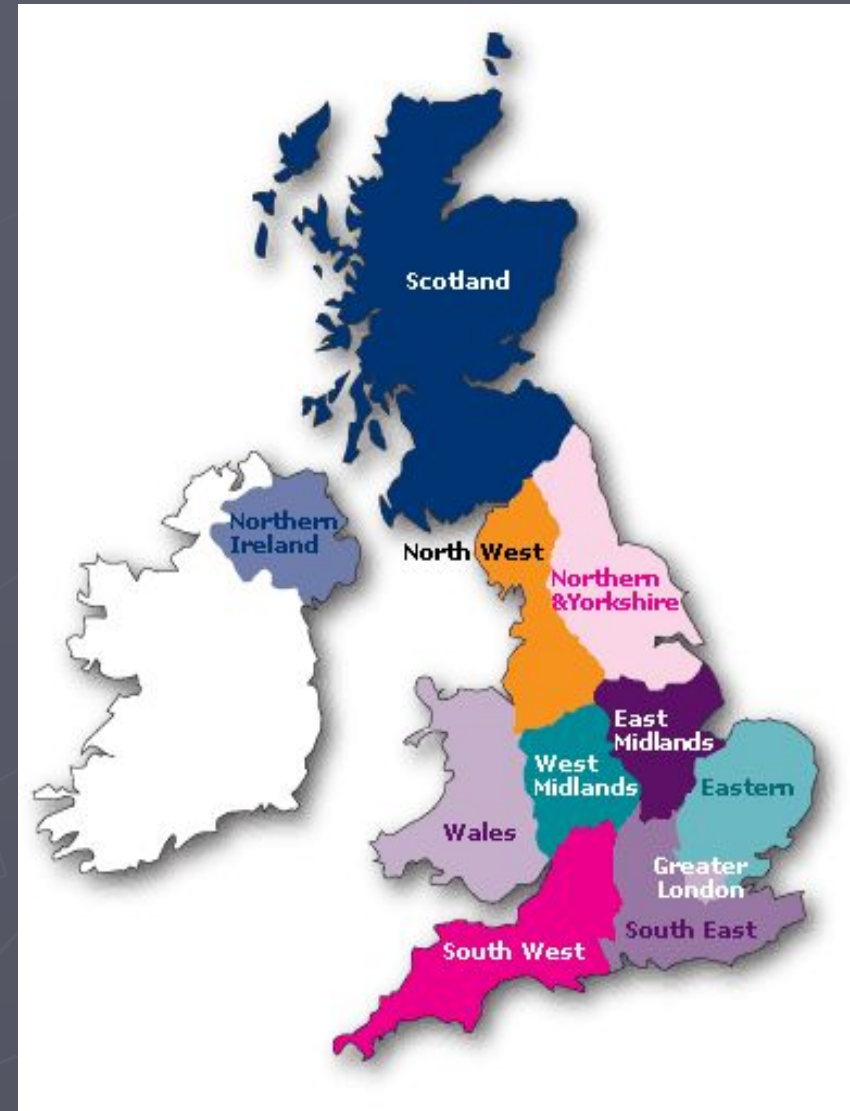 Scotland
Northern
Ireland
North West
Northern
&Yorkshire
East
Midlands
West
Midlands
Eastern
Wales
Greater
London
South East
South West